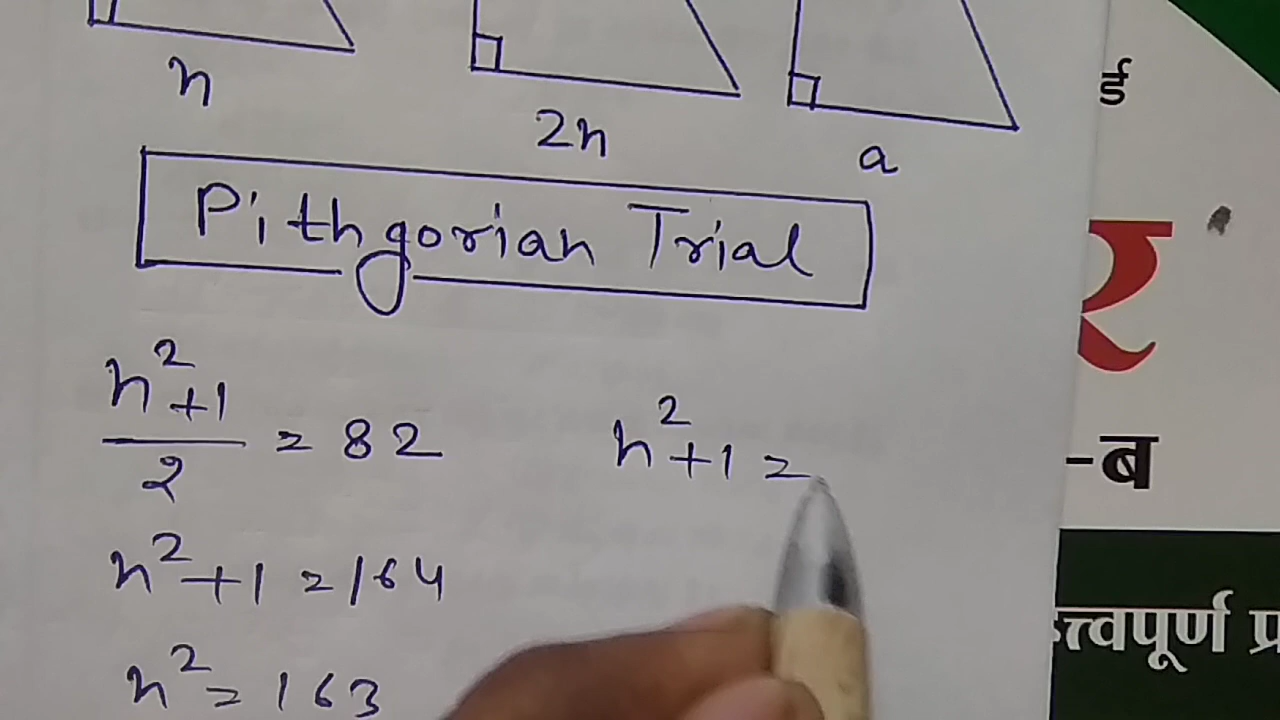 n
2n
a
Pithgorian Trial
n²+1/2 = 82
n²+1 =
n²+1 = 164
n² = 163
ई
र
-ब
त्त्वपूर्ण प्र